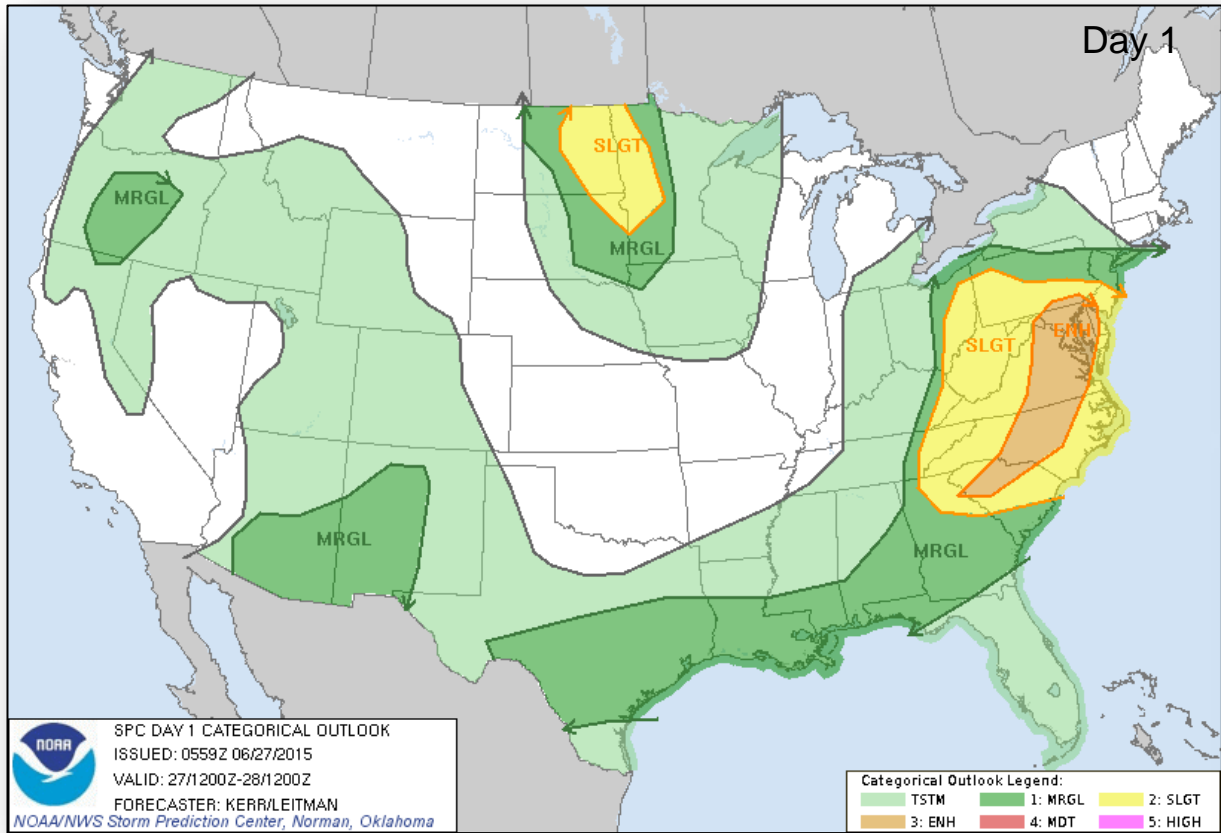 Day 1
SLGT
MRGL
MRGL
ENH
SLGT
MRGL
MRGL
NOAA
SPC DAY 1 CATEGORICAL OUTLOOK
ISSUED: 0559Z 06/27/2015
VALID: 27/1200Z-28/1200Z
FORECASTER: KERR/LEITMAN
NOAA/NWS Storm Prediction Center, Norman, Oklahoma
Categorical Outlook Legend:
TSTM 1: MRGL 2: SLGT
3: ENH 4: MDT 5: HIGH